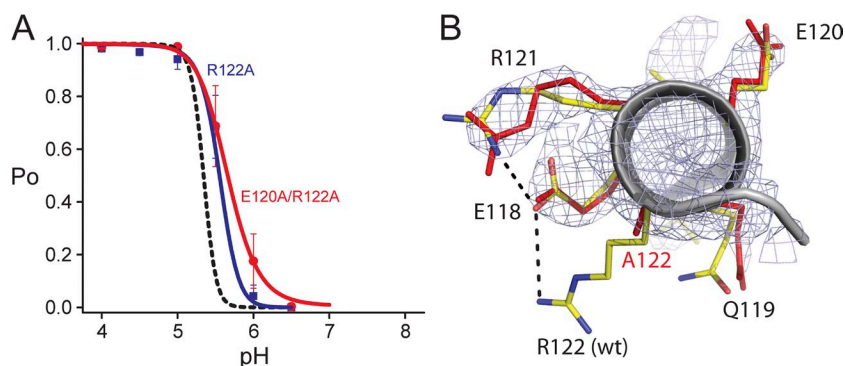 A
1.0
0.8
0.6
0.4
0.2
0.0
Po
R122A
E120A/R122A
4
5
6
7
8
pH
B
E120
R121
E118
A122
Q119
R122 (wt)